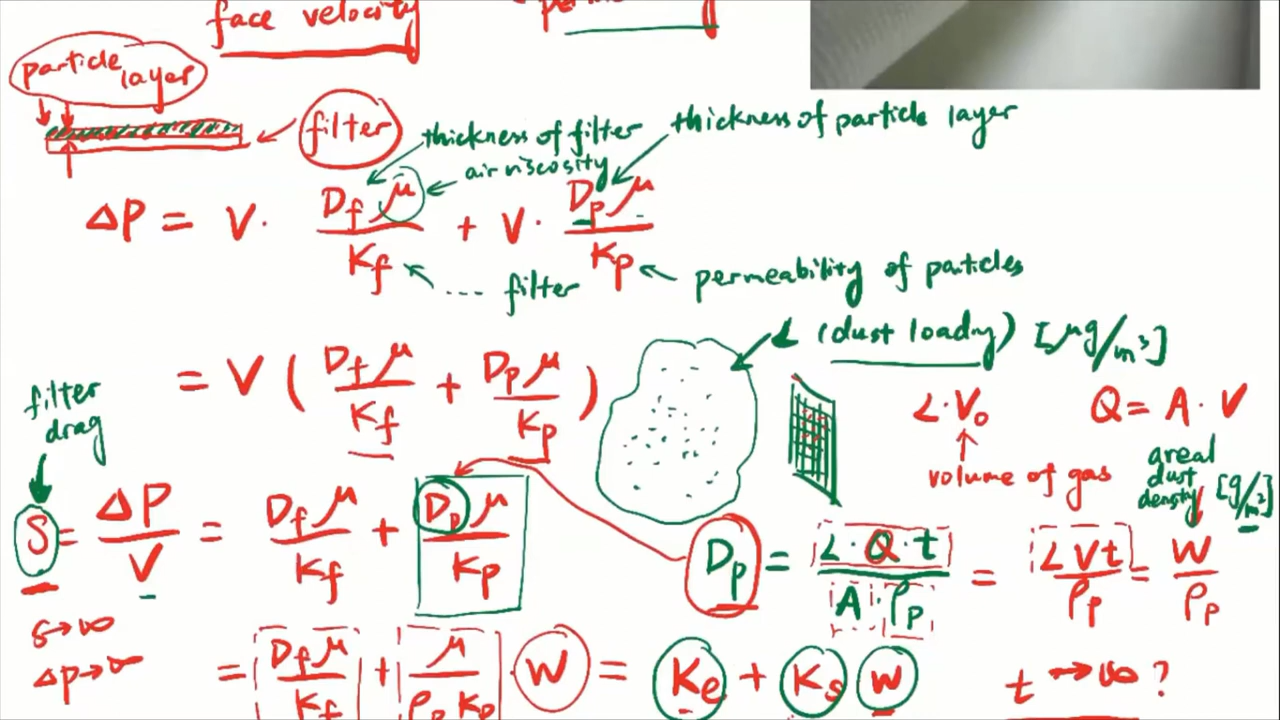 face velocity
particle layer
filter
thickness of filter
thickness of particle layer
air viscosity
ΔP = V · Df μ / Kf + V · Dp μ / Kp
.... filter
permeability of particles
L (dust loady) [μg/m³]
= V ( Df μ / Kf + Dp μ / Kp )
L · V₀
Q = A · V
volume of gas
filter drag
areal dust density [g/m²]
S = ΔP / V = Df μ / Kf + Dp μ / Kp
Dp = L · Q · t / A · ρp = L V t / ρp = W / ρp
s → ∞
Δp → ∞
= Df μ / Kf + μ / ρp Kp · W = Ke + Ks W
t → ∞ ?